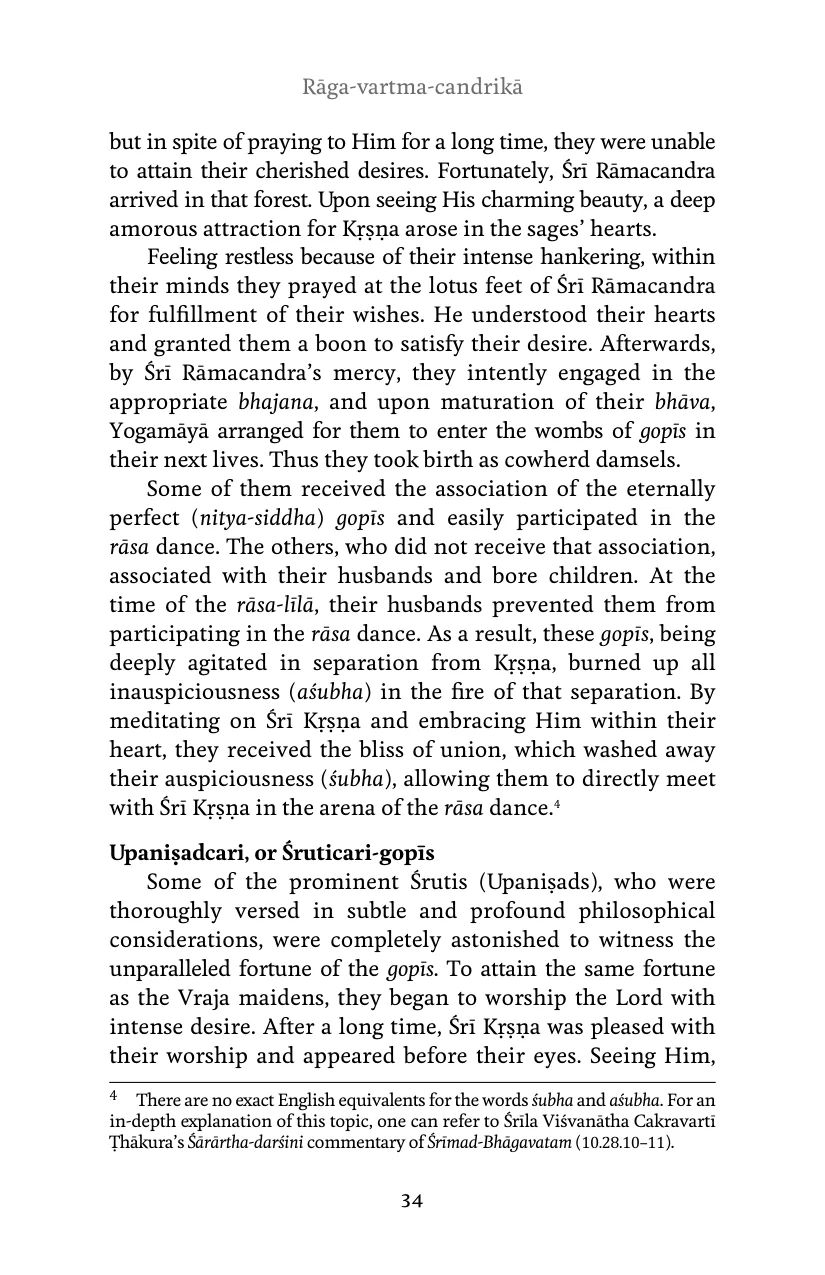 Rāga-vartma-candrikā
but in spite of praying to Him for a long time, they were unable
to attain their cherished desires. Fortunately, Śrī Rāmacandra
arrived in that forest. Upon seeing His charming beauty, a deep
amorous attraction for Kṛṣṇa arose in the sages’ hearts.
Feeling restless because of their intense hankering, within
their minds they prayed at the lotus feet of Śrī Rāmacandra
for fulfillment of their wishes. He understood their hearts
and granted them a boon to satisfy their desire. Afterwards,
by Śrī Rāmacandra’s mercy, they intently engaged in the
appropriate bhajana, and upon maturation of their bhāva,
Yogamāyā arranged for them to enter the wombs of gopīs in
their next lives. Thus they took birth as cowherd damsels.
Some of them received the association of the eternally
perfect (nitya-siddha) gopīs and easily participated in the
rāsa dance. The others, who did not receive that association,
associated with their husbands and bore children. At the
time of the rāsa-līlā, their husbands prevented them from
participating in the rāsa dance. As a result, these gopīs, being
deeply agitated in separation from Kṛṣṇa, burned up all
inauspiciousness (aśubha) in the fire of that separation. By
meditating on Śrī Kṛṣṇa and embracing Him within their
heart, they received the bliss of union, which washed away
their auspiciousness (śubha), allowing them to directly meet
with Śrī Kṛṣṇa in the arena of the rāsa dance.⁴
Upaniṣadcari, or Śruticari-gopīs
Some of the prominent Śrutis (Upaniṣads), who were
thoroughly versed in subtle and profound philosophical
considerations, were completely astonished to witness the
unparalleled fortune of the gopīs. To attain the same fortune
as the Vraja maidens, they began to worship the Lord with
intense desire. After a long time, Śrī Kṛṣṇa was pleased with
their worship and appeared before their eyes. Seeing Him,
⁴ There are no exact English equivalents for the words śubha and aśubha. For an
in-depth explanation of this topic, one can refer to Śrīla Viśvanātha Cakravartī
Ṭhākura’s Śārārtha-darśini commentary of Śrīmad-Bhāgavatam (10.28.10–11).
34